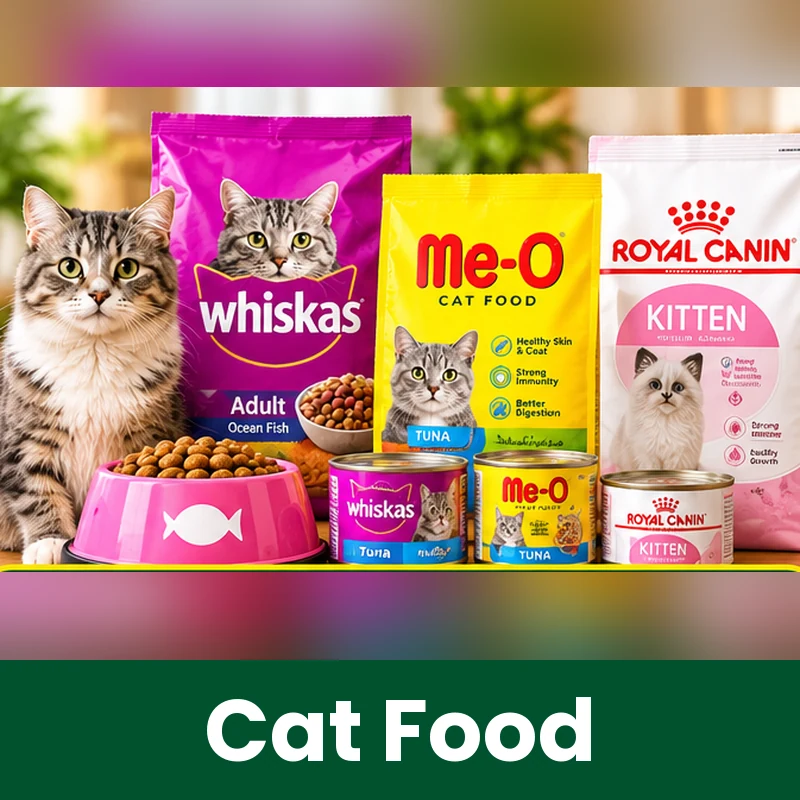 whiskas
Adult
Ocean Fish
Me-O
CAT FOOD
Healthy Skin
& Coat
Strong
Immunity
Better
Digestion
TUNA
ROYAL CANIN
KITTEN
whiskas
Tuna
Me-O
TUNA
ROYAL CANIN
KITTEN
Cat Food